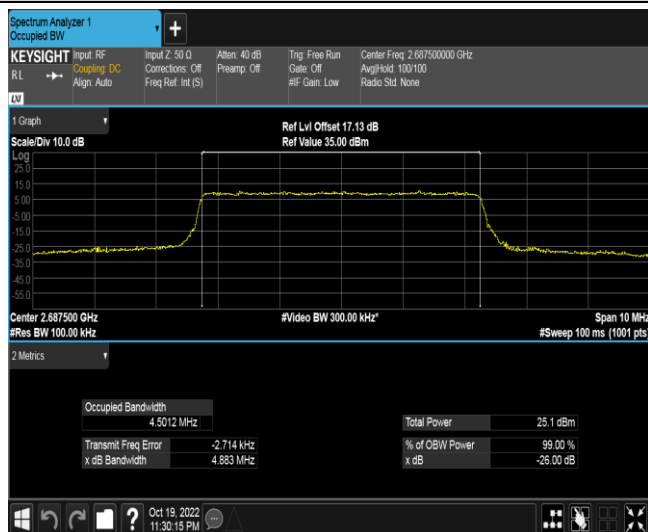 Spectrum Analyzer 1
Occupied BW
+
KEYSIGHT
RL
LXI
Input: RF
Coupling: DC
Align: Auto
Input Z: 50 Ω
Corrections: Off
Freq Ref: Int (S)
Atten: 40 dB
Preamp: Off
Trig: Free Run
Gate: Off
#IF Gain: Low
Center Freq: 2.687500000 GHz
Avg|Hold: 100/100
Radio Std: None
1 Graph
Scale/Div 10.0 dB
Ref Lvl Offset 17.13 dB
Ref Value 35.00 dBm
Log
25.0
15.0
5.00
-5.00
-15.0
-25.0
-35.0
-45.0
-55.0
Center 2.687500 GHz
#Res BW 100.00 kHz
#Video BW 300.00 kHz*
Span 10 MHz
#Sweep 100 ms (1001 pts)
2 Metrics
Occupied Bandwidth
4.5012 MHz
Transmit Freq Error -2.714 kHz
x dB Bandwidth 4.883 MHz
Total Power 25.1 dBm
% of OBW Power 99.00 %
x dB -26.00 dB
?
Oct 19, 2022
11:30:15 PM